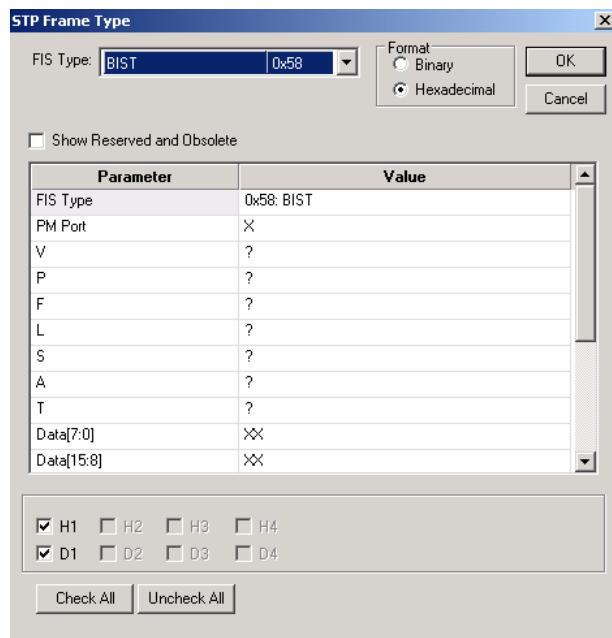 STP Frame Type
FIS Type: BIST 0x58
Format
Binary
Hexadecimal
OK
Cancel
Show Reserved and Obsolete
Parameter Value
FIS Type 0x58: BIST
PM Port X
V ?
P ?
F ?
L ?
S ?
A ?
T ?
Data[7:0] XX
Data[15:8] XX
H1 H2 H3 H4
D1 D2 D3 D4
Check All Uncheck All